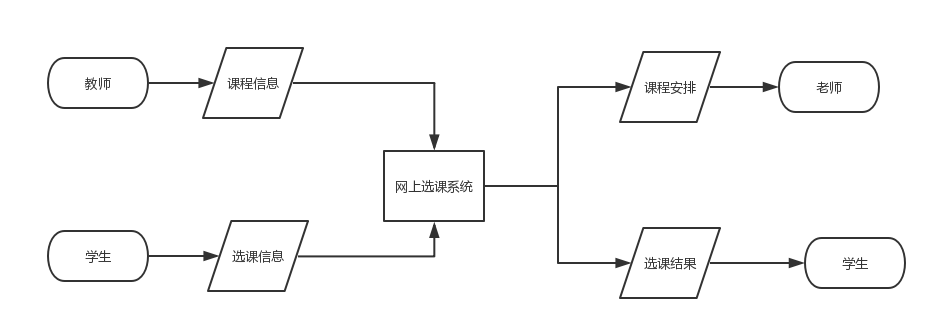 教师
课程信息
课程安排
老师
网上选课系统
学生
选课信息
选课结果
学生